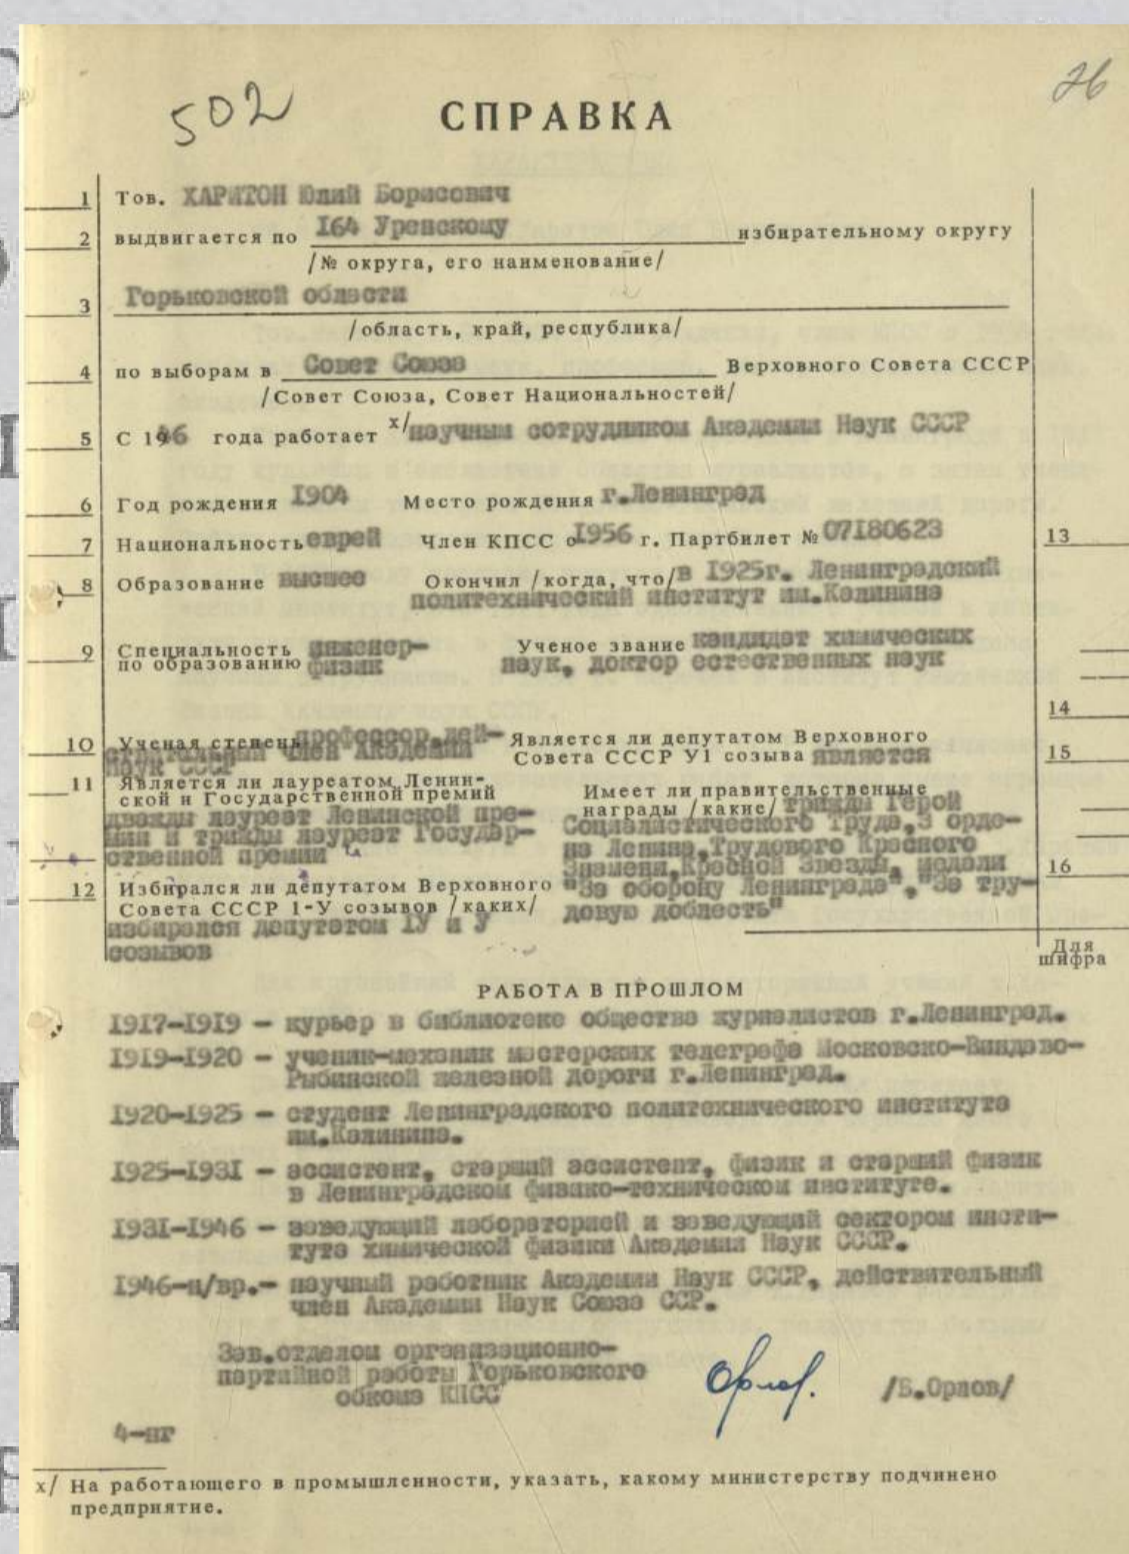 502
26
СПРАВКА
1 Тов. ХАРИТОН Юлий Борисович
2 выдвигается по 164 Уренскому избирательному округу
/№ округа, его наименование/
3 Горьковской области
/область, край, республика/
4 по выборам в Совет Союза Верховного Совета СССР
/Совет Союза, Совет Национальностей/
5 С 1946 года работает х/научным сотрудником Академии Наук СССР
6 Год рождения 1904 Место рождения г.Ленинград
7 Национальность еврей Член КПСС с 1956 г. Партбилет № 07180623 13
8 Образование высшее Окончил /когда, что/ в 1925г. Ленинградский
политехнический институт им.Калинина
9 Специальность инженер- Ученое звание кандидат химических
по образованию физик наук, доктор естественных наук
14
10 Ученая степень профессор,дей- Является ли депутатом Верховного
ствительный член Академии Совета СССР У1 созыва является 15
Наук СССР
11 Является ли лауреатом Ленин-
ской и Государственной премий
дважды лауреат Ленинской пре-
мии и трижды лауреат Государ-
ственной премии
Имеет ли правительственные
награды /какие/ трижды Герой
Социалистического Труда,3 орде-
на Ленина,Трудового Красного
Знамени,Красной Звезды, медали
"За оборону Ленинграда","За тру-
довую доблесть"
16
12 Избирался ли депутатом Верховного
Совета СССР 1-У созывов /каких/
избирался депутатом IУ и У
созывов
Для
шифра
РАБОТА В ПРОШЛОМ
1917-1919 – курьер в библиотеке общества журналистов г.Ленинград.
1919-1920 – ученик-механик мастерских телеграфа Московско-Виндаво-
Рыбинской железной дороги г.Ленинград.
1920-1925 – студент Ленинградского политехнического института
им.Калинина.
1925-1931 – ассистент, старший ассистент, физик и старший физик
в Ленинградском физико-техническом институте.
1931-1946 – заведующий лабораторией и заведующий сектором инсти-
тута химической физики Академии Наук СССР.
1946-н/вр.– научный работник Академии Наук СССР, действительный
член Академии Наук Союза ССР.
Зав.отделом организационно-
партийной работы Горьковского
обкома КПСС
Орлов. /Б.Орлов/
4-нг
х/ На работающего в промышленности, указать, какому министерству подчинено
предприятие.